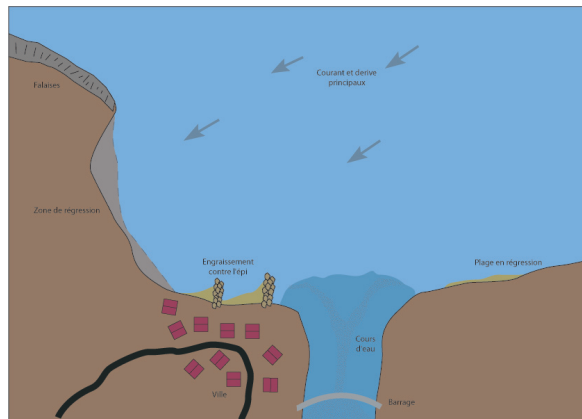 Courant et derive
principaux
Falaises
Zone de régression
Engraissement
contre l'épi
Plage en régression
Cours
d'eau
Ville
Barrage